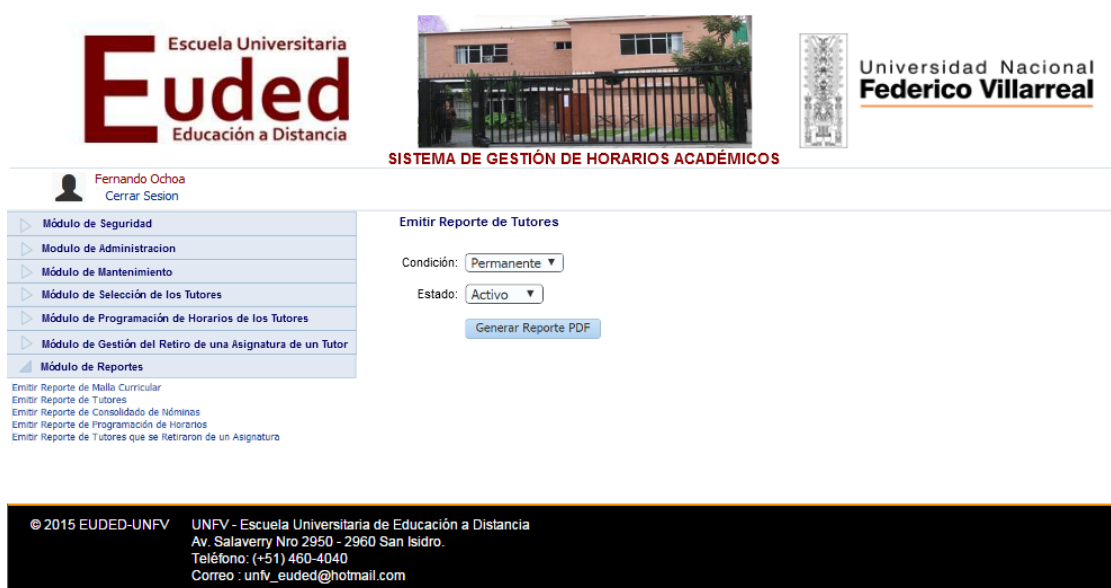 Escuela Universitaria
Euded
Educación a Distancia
Universidad Nacional
Federico Villarreal
SISTEMA DE GESTIÓN DE HORARIOS ACADÉMICOS
Fernando Ochoa
Cerrar Sesion
Módulo de Seguridad
Modulo de Administracion
Módulo de Mantenimiento
Módulo de Selección de los Tutores
Módulo de Programación de Horarios de los Tutores
Módulo de Gestión del Retiro de una Asignatura de un Tutor
Módulo de Reportes
Emitir Reporte de Malla Curricular
Emitir Reporte de Tutores
Emitir Reporte de Consolidado de Nóminas
Emitir Reporte de Programación de Horarios
Emitir Reporte de Tutores que se Retiraron de un Asignatura
Emitir Reporte de Tutores
Condición: Permanente
Estado: Activo
Generar Reporte PDF
© 2015 EUDED-UNFV
UNFV - Escuela Universitaria de Educación a Distancia
Av. Salaverry Nro 2950 - 2960 San Isidro.
Teléfono: (+51) 460-4040
Correo : unfv_euded@hotmail.com